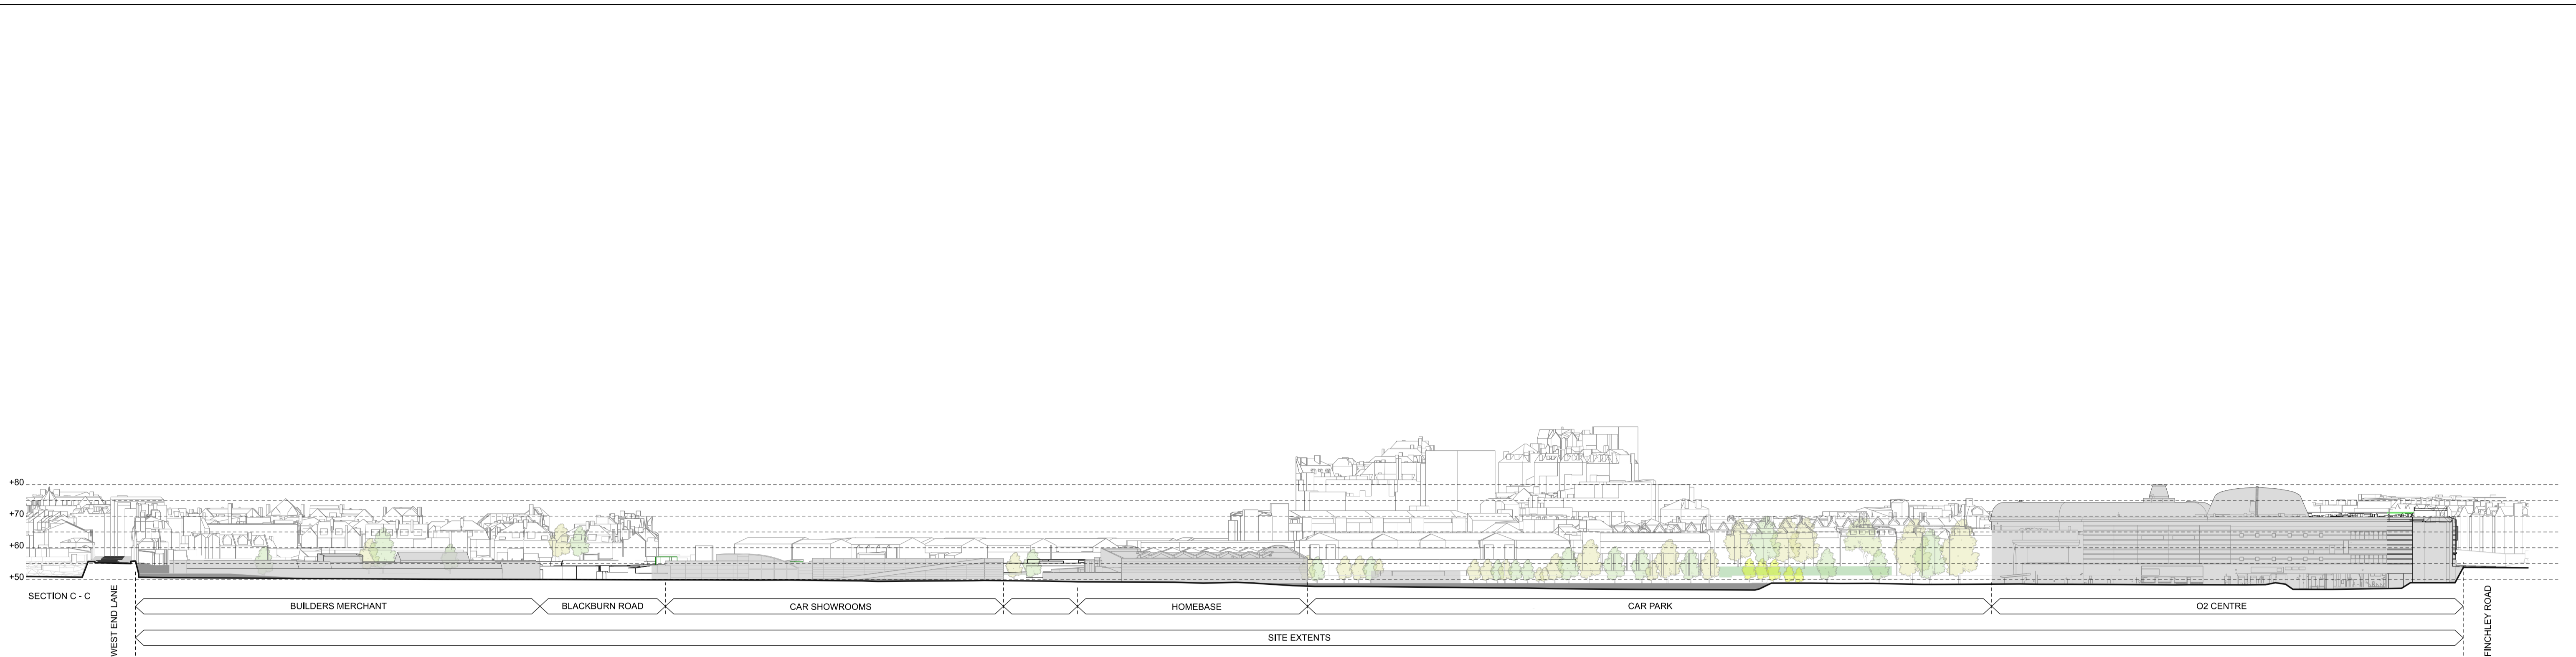 +80
+70
+60
+50
SECTION C - C
WEST END LANE
BUILDERS MERCHANT
BLACKBURN ROAD
CAR SHOWROOMS
HOMEBASE
CAR PARK
O2 CENTRE
FINCHLEY ROAD
SITE EXTENTS